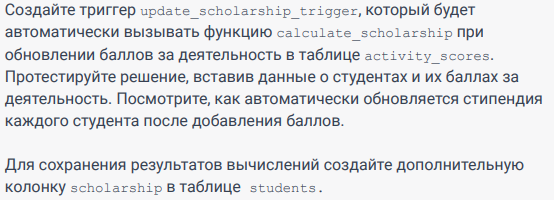 Создайте триггер update_scholarship_trigger, который будет
автоматически вызывать функцию calculate_scholarship при
обновлении баллов за деятельность в таблице activity_scores.
Протестируйте решение, вставив данные о студентах и их баллах за
деятельность. Посмотрите, как автоматически обновляется стипендия
каждого студента после добавления баллов.
Для сохранения результатов вычислений создайте дополнительную
колонку scholarship в таблице students.